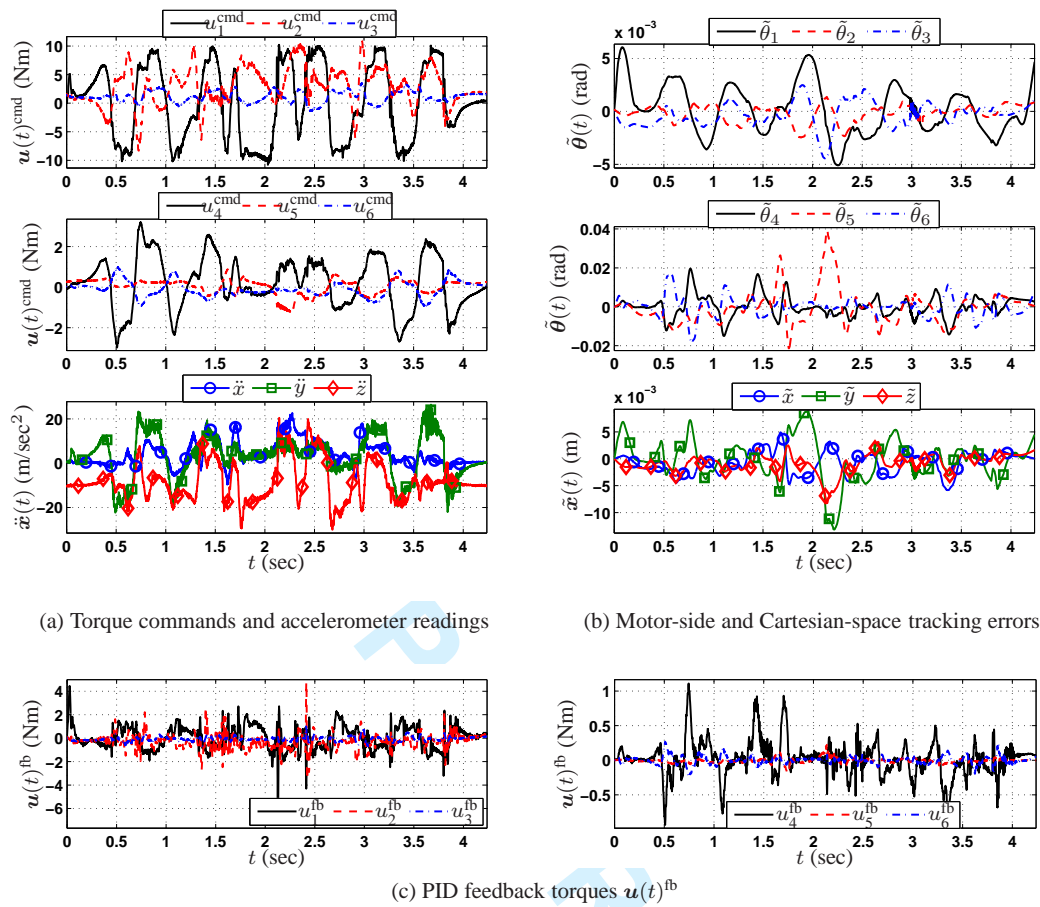 u_1^cmd u_2^cmd u_3^cmd
u(t)^cmd (Nm)
10
5
0
−5
−10
0 0.5 1 1.5 2 2.5 3 3.5 4
x 10^−3
θ̃_1 θ̃_2 θ̃_3
θ̃(t) (rad)
5
0
−5
0 0.5 1 1.5 2 2.5 3 3.5 4
u_4^cmd u_5^cmd u_6^cmd
u(t)^cmd (Nm)
2
0
−2
0 0.5 1 1.5 2 2.5 3 3.5 4
θ̃_4 θ̃_5 θ̃_6
θ̃(t) (rad)
0.04
0.02
0
−0.02
0 0.5 1 1.5 2 2.5 3 3.5 4
ẍ ÿ z̈
ẍ(t) (m/sec²)
20
0
−20
0 0.5 1 1.5 2 2.5 3 3.5 4
t (sec)
x 10^−3
x̃ ỹ z̃
x̃(t) (m)
5
0
−5
−10
0 0.5 1 1.5 2 2.5 3 3.5 4
t (sec)
(a) Torque commands and accelerometer readings
(b) Motor-side and Cartesian-space tracking errors
u(t)^fb (Nm)
4
2
0
−2
−4
−6
u_1^fb u_2^fb u_3^fb
0 0.5 1 1.5 2 2.5 3 3.5 4
t (sec)
u(t)^fb (Nm)
1
0.5
0
−0.5
u_4^fb u_5^fb u_6^fb
0 0.5 1 1.5 2 2.5 3 3.5 4
t (sec)
(c) PID feedback torques u(t)^fb